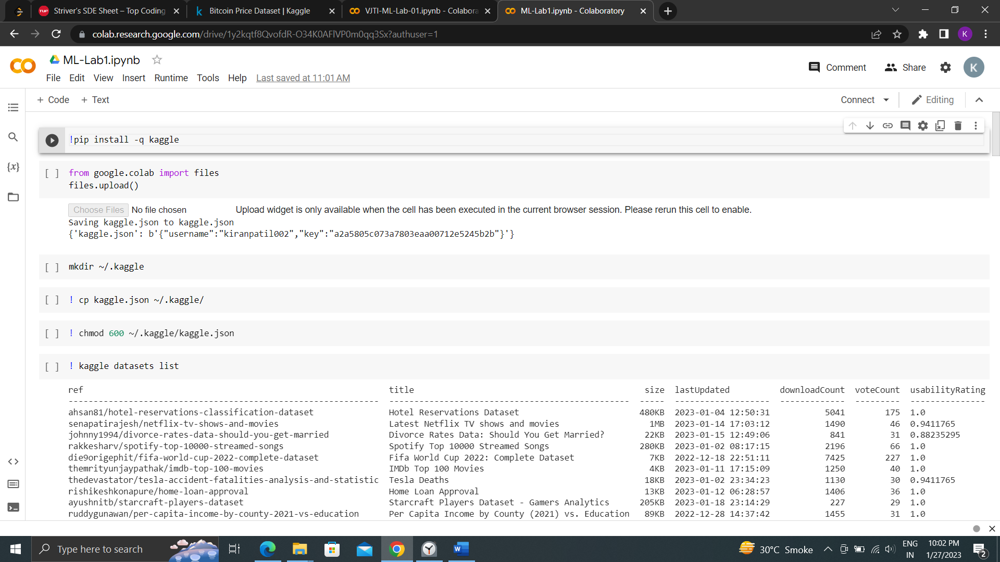 Striver's SDE Sheet – Top Coding
Bitcoin Price Dataset | Kaggle
VJTI-ML-Lab-01.ipynb - Colabora
ML-Lab1.ipynb - Colaboratory
colab.research.google.com/drive/1y2kqtf8QvofdR-O34K0AFlVP0m0qq3Sx?authuser=1
K
ML-Lab1.ipynb
Comment
Share
K
File Edit View Insert Runtime Tools Help Last saved at 11:01 AM
+ Code + Text
Connect
Editing
!pip install -q kaggle
[ ] from google.colab import files
files.upload()
Choose Files No file chosen Upload widget is only available when the cell has been executed in the current browser session. Please rerun this cell to enable.
Saving kaggle.json to kaggle.json
{'kaggle.json': b'{"username":"kiranpatil002","key":"a2a5805c073a7803eaa00712e5245b2b"}'}
[ ] mkdir ~/.kaggle
[ ] ! cp kaggle.json ~/.kaggle/
[ ] ! chmod 600 ~/.kaggle/kaggle.json
[ ] ! kaggle datasets list
ref title size lastUpdated downloadCount voteCount usabilityRating
-------------------------------------------------------------- ------------------------------------------------ ----- ------------------- ------------- --------- ---------------
ahsan81/hotel-reservations-classification-dataset Hotel Reservations Dataset 480KB 2023-01-04 12:50:31 5041 175 1.0
senapatirajesh/netflix-tv-shows-and-movies Latest Netflix TV shows and movies 1MB 2023-01-14 17:03:12 1490 46 0.9411765
johnny1994/divorce-rates-data-should-you-get-married Divorce Rates Data: Should You Get Married? 22KB 2023-01-15 12:49:06 841 31 0.88235295
rakkesharv/spotify-top-10000-streamed-songs Spotify Top 10000 Streamed Songs 280KB 2023-01-02 08:17:15 2196 66 1.0
die9origephit/fifa-world-cup-2022-complete-dataset Fifa World Cup 2022: Complete Dataset 7KB 2022-12-18 22:51:11 7425 227 1.0
themrityunjaypathak/imdb-top-100-movies IMDb Top 100 Movies 4KB 2023-01-11 17:15:09 1250 40 1.0
thedevastator/tesla-accident-fatalities-analysis-and-statistic Tesla Deaths 18KB 2023-01-02 23:34:23 1130 30 0.9411765
rishikeshkonapure/home-loan-approval Home Loan Approval 13KB 2023-01-12 06:28:57 1406 36 1.0
ayushnitb/starcraft-players-dataset Starcraft Players Dataset - Gamers Analytics 205KB 2023-01-18 23:14:29 227 29 1.0
ruddygunawan/per-capita-income-by-county-2021-vs-education Per Capita Income by County (2021) vs. Education 89KB 2022-12-28 14:37:42 1455 31 1.0
Type here to search
30°C Smoke
ENG
IN
10:02 PM
1/27/2023
2